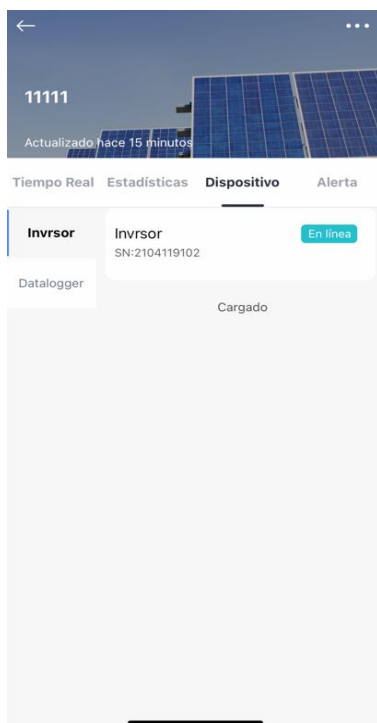 11111
Actualizado hace 15 minutos
Tiempo Real Estadísticas Dispositivo Alerta
Invrsor
Datalogger
Invrsor En línea
SN:2104119102
Cargado